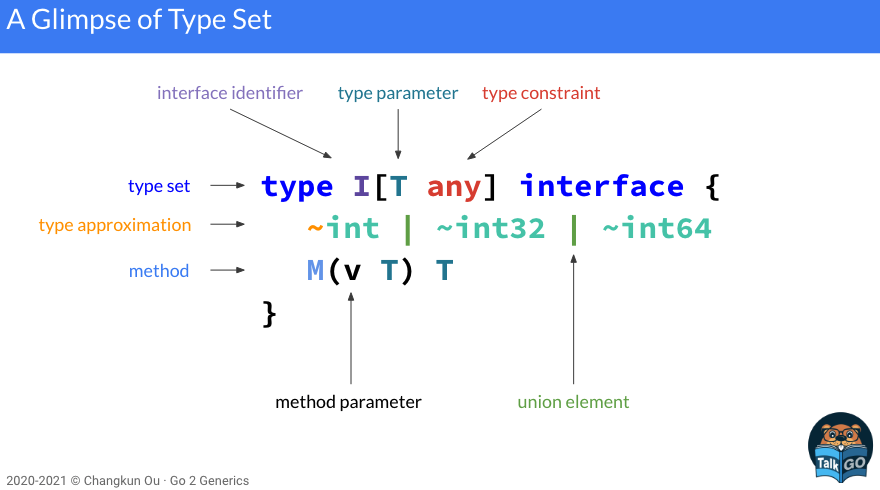 A Glimpse of Type Set
interface identifier type parameter type constraint
type set type I[T any] interface {
type approximation ~int | ~int32 | ~int64
method M(v T) T
}
method parameter union element
Talk GO
2020-2021 © Changkun Ou · Go 2 Generics